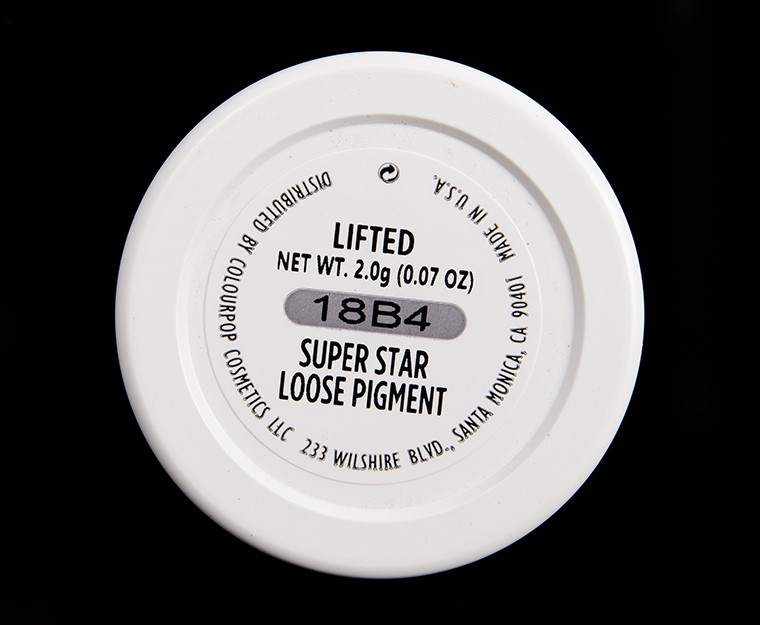 LIFTED
NET WT. 2.0g (0.07 OZ)
18B4
SUPER STAR
LOOSE PIGMENT
DISTRIBUTED BY COLOURPOP COSMETICS LLC 233 WILSHIRE BLVD., SANTA MONICA, CA 90401 MADE IN U.S.A.